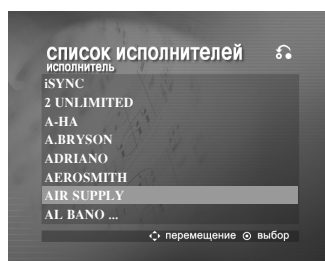 список исполнителей
исполнитель
iSYNC
2 UNLIMITED
A-HA
A.BRYSON
ADRIANO
AEROSMITH
AIR SUPPLY
AL BANO ...
перемещение выбор